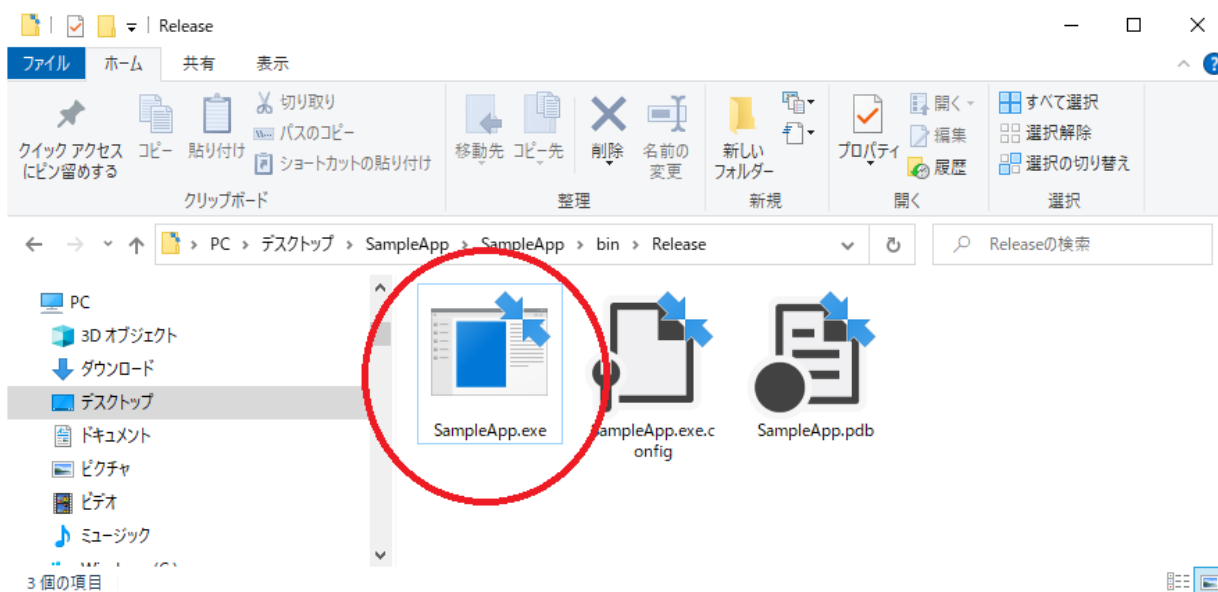 Release
ファイル ホーム 共有 表示
クイック アクセス
にピン留めする
コピー
貼り付け
切り取り
パスのコピー
ショートカットの貼り付け
クリップボード
移動先
コピー先
削除
名前の
変更
整理
新しい
フォルダー
新規
プロパティ
開く
編集
履歴
開く
すべて選択
選択解除
選択の切り替え
選択
PC デスクトップ SampleApp SampleApp bin Release
Releaseの検索
PC
3D オブジェクト
ダウンロード
デスクトップ
ドキュメント
ピクチャ
ビデオ
ミュージック
SampleApp.exe
SampleApp.exe.c
onfig
SampleApp.pdb
3 個の項目